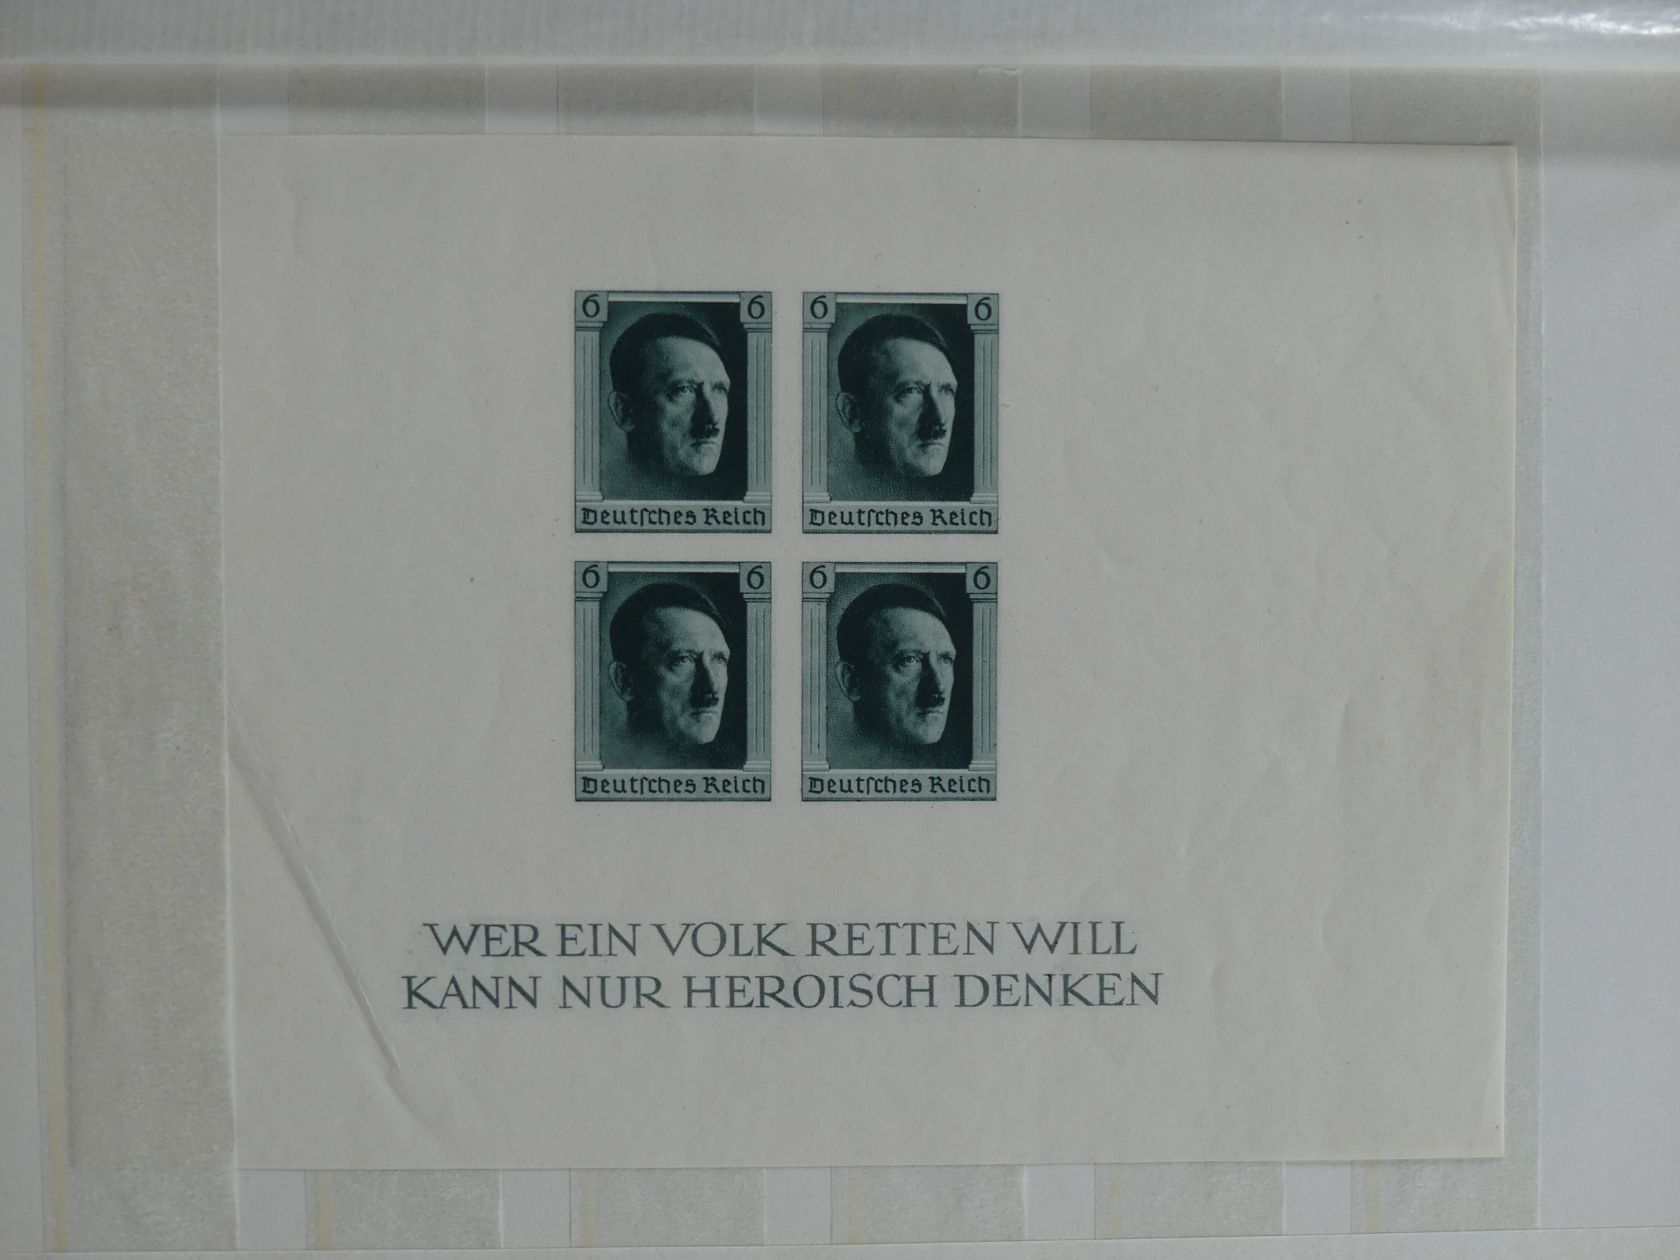 6 6 6 6
Deutſches Reich Deutſches Reich
6 6 6 6
Deutſches Reich Deutſches Reich
WER EIN VOLK RETTEN WILL
KANN NUR HEROISCH DENKEN